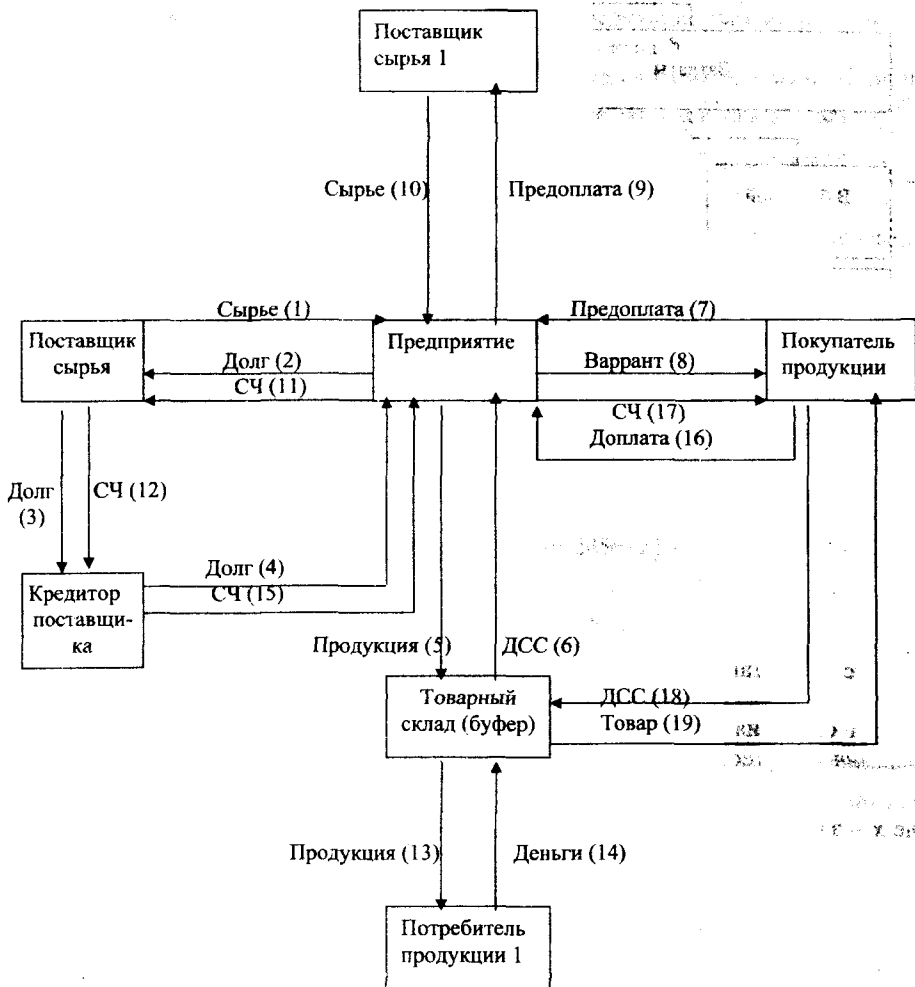 Поставщик
сырья 1
Сырье (10)
Предоплата (9)
Сырье (1)
Предоплата (7)
Поставщик
сырья
Долг (2)
СЧ (11)
Предприятие
Варрант (8)
Покупатель
продукции
СЧ (17)
Доплата (16)
Долг
(3)
СЧ (12)
Долг (4)
СЧ (15)
Кредитор
поставщи-
ка
Продукция (5)
ДСС (6)
Товарный
склад (буфер)
ДСС (18)
Товар (19)
Продукция (13)
Деньги (14)
Потребитель
продукции 1